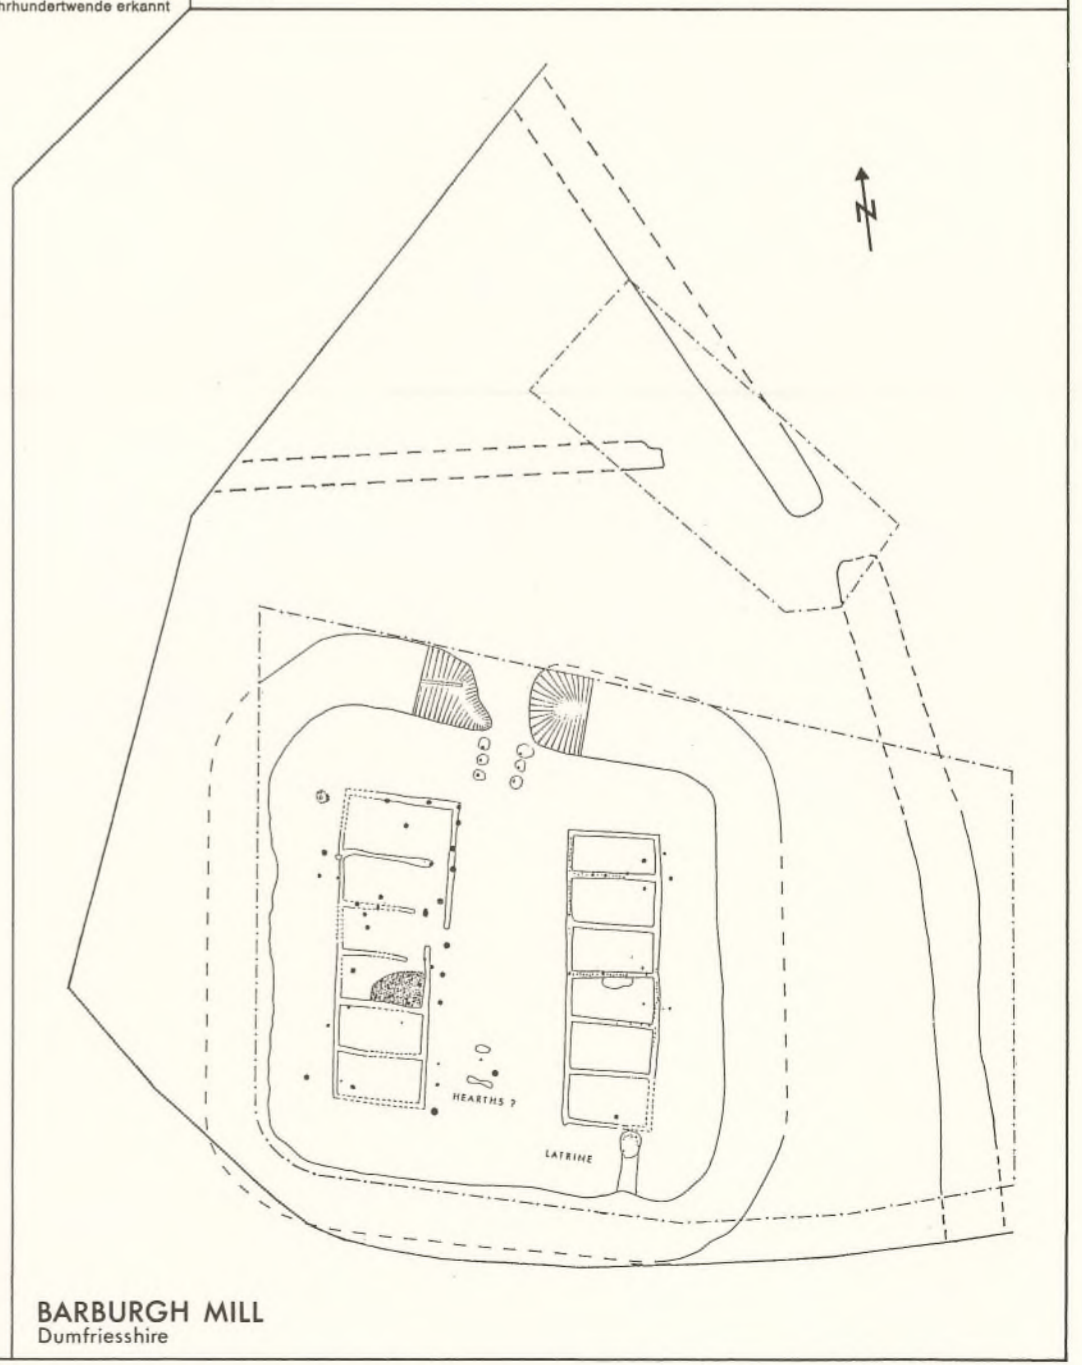 hrhundertwende erkannt
N
HEARTHS ?
LATRINE
BARBURGH MILL
Dumfriesshire